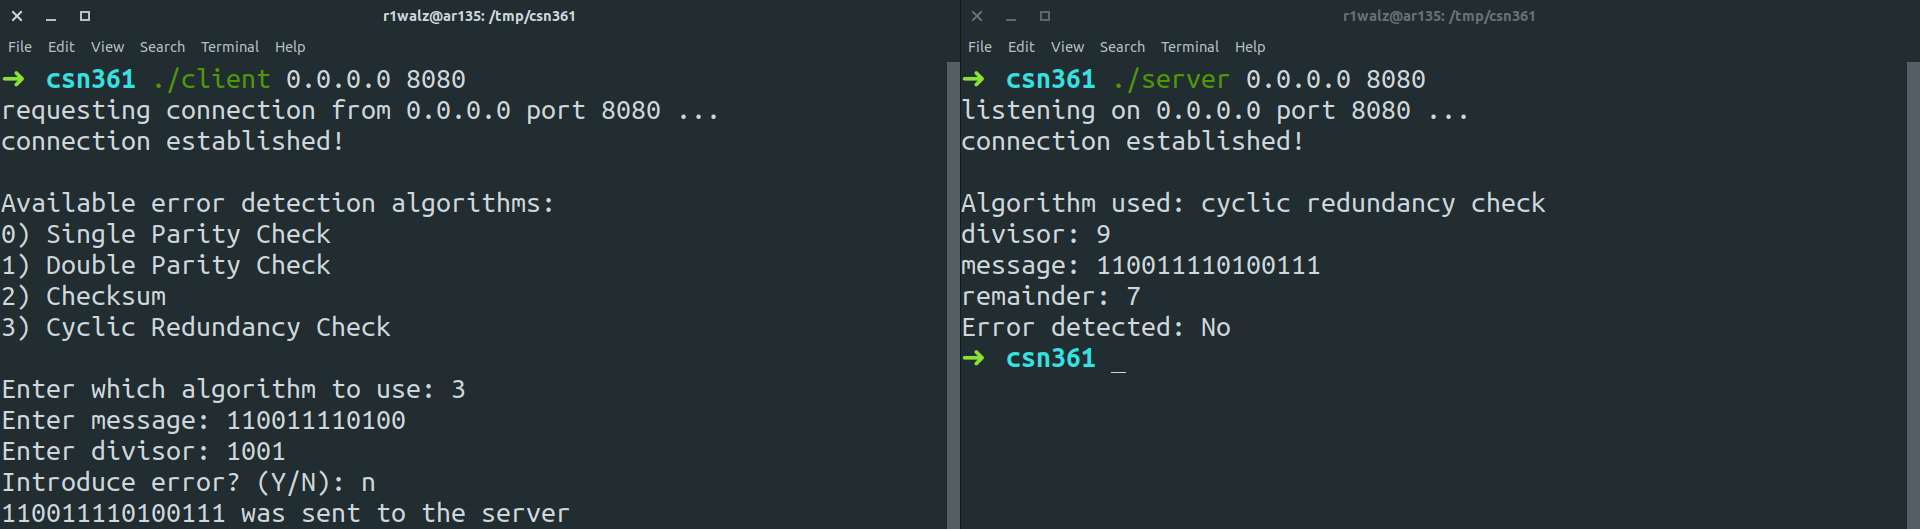 r1walz@ar135: /tmp/csn361
File Edit View Search Terminal Help
➜ csn361 ./client 0.0.0.0 8080
requesting connection from 0.0.0.0 port 8080 ...
connection established!
Available error detection algorithms:
0) Single Parity Check
1) Double Parity Check
2) Checksum
3) Cyclic Redundancy Check
Enter which algorithm to use: 3
Enter message: 110011110100
Enter divisor: 1001
Introduce error? (Y/N): n
110011110100111 was sent to the server
r1walz@ar135: /tmp/csn361
File Edit View Search Terminal Help
➜ csn361 ./server 0.0.0.0 8080
listening on 0.0.0.0 port 8080 ...
connection established!
Algorithm used: cyclic redundancy check
divisor: 9
message: 110011110100111
remainder: 7
Error detected: No
➜ csn361 _